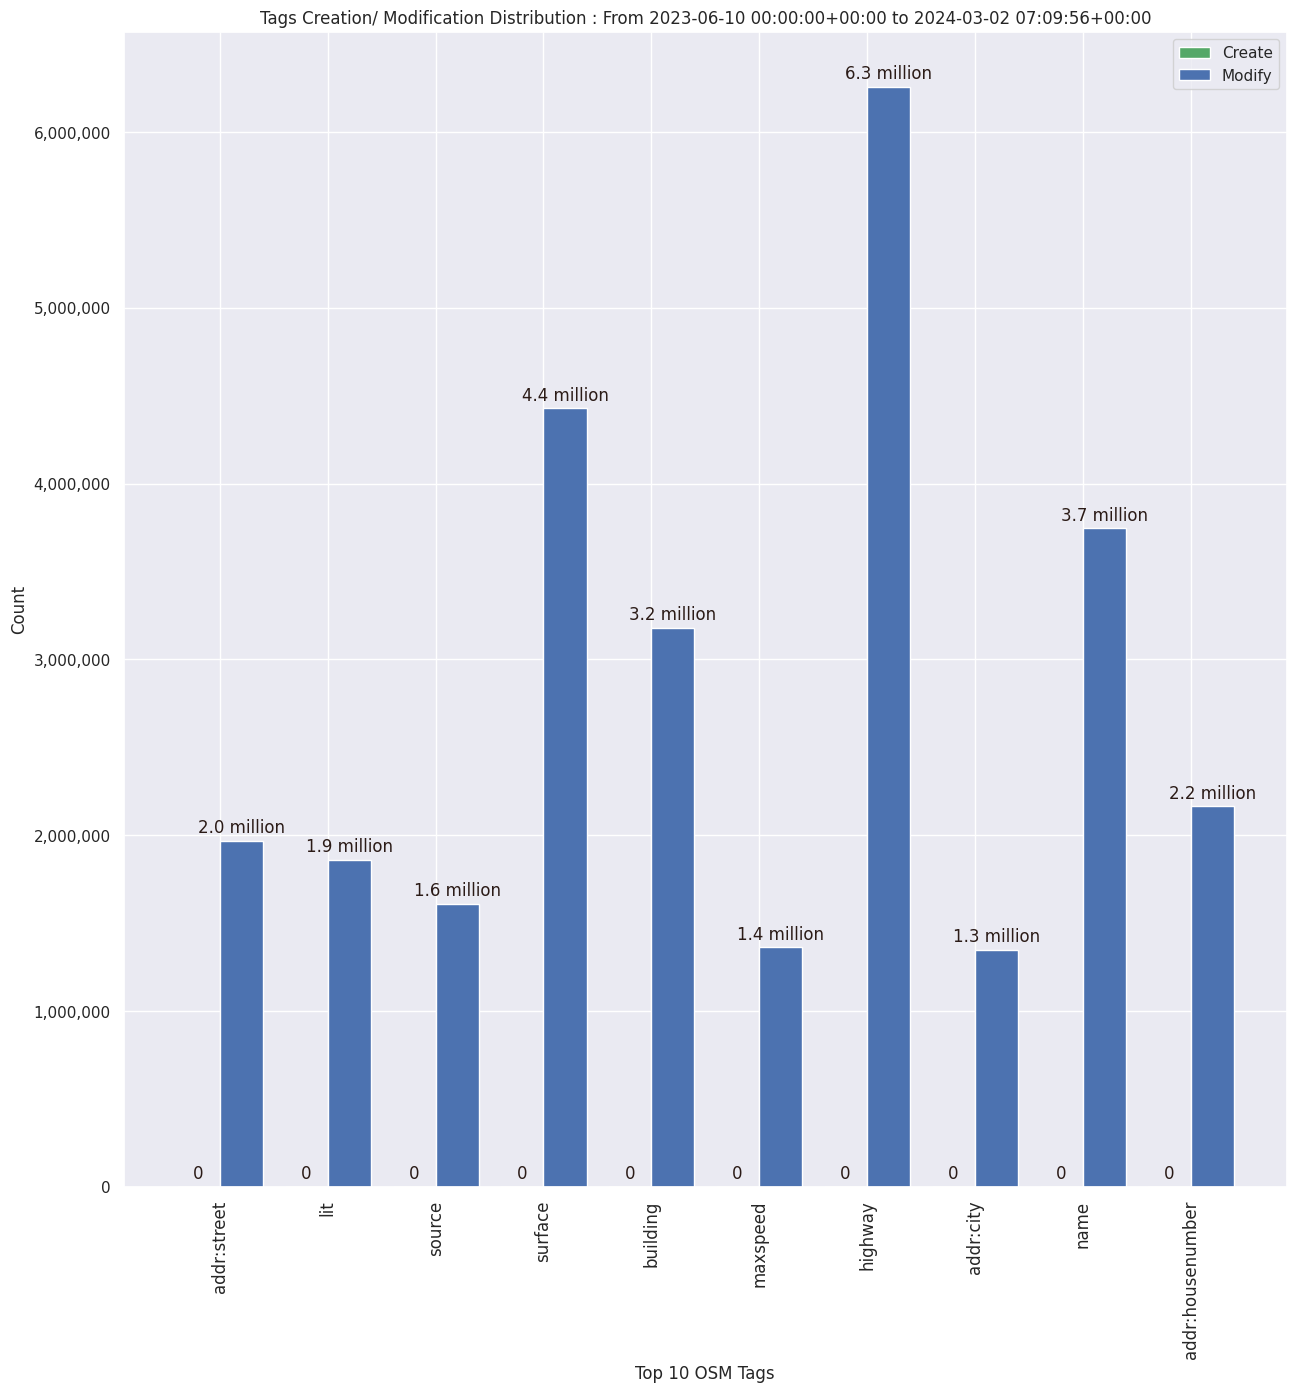 Tags Creation/ Modification Distribution : From 2023-06-10 00:00:00+00:00 to 2024-03-02 07:09:56+00:00
Create
Modify
Count
6,000,000
5,000,000
4,000,000
3,000,000
2,000,000
1,000,000
0
2.0 million
1.9 million
1.6 million
4.4 million
3.2 million
1.4 million
6.3 million
1.3 million
3.7 million
2.2 million
0
0
0
0
0
0
0
0
0
0
addr:street
lit
source
surface
building
maxspeed
highway
addr:city
name
addr:housenumber
Top 10 OSM Tags